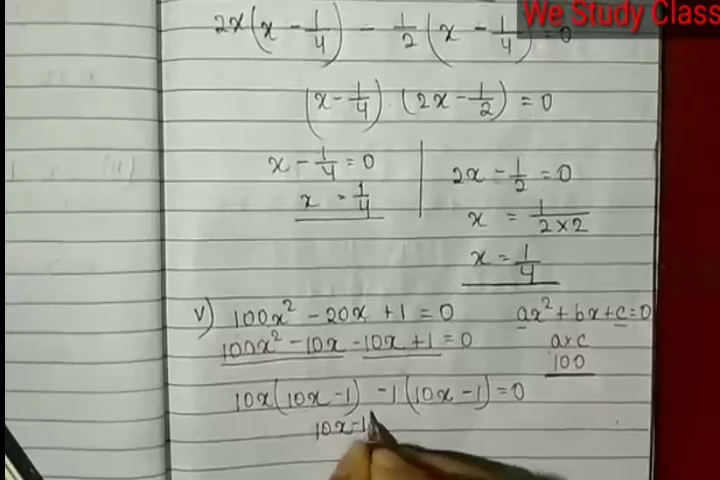 We Study Class
2x(x - 1/4) - 1/2(x - 1/4) = 0
(x - 1/4) . (2x - 1/2) = 0
x - 1/4 = 0
x = 1/4
2x - 1/2 = 0
x = 1/(2×2)
x = 1/4
v) 100x² - 20x + 1 = 0
100x² - 10x - 10x + 1 = 0
10x(10x - 1) - 1(10x - 1) = 0
10x - 1
ax² + bx + c = 0
a×c
100